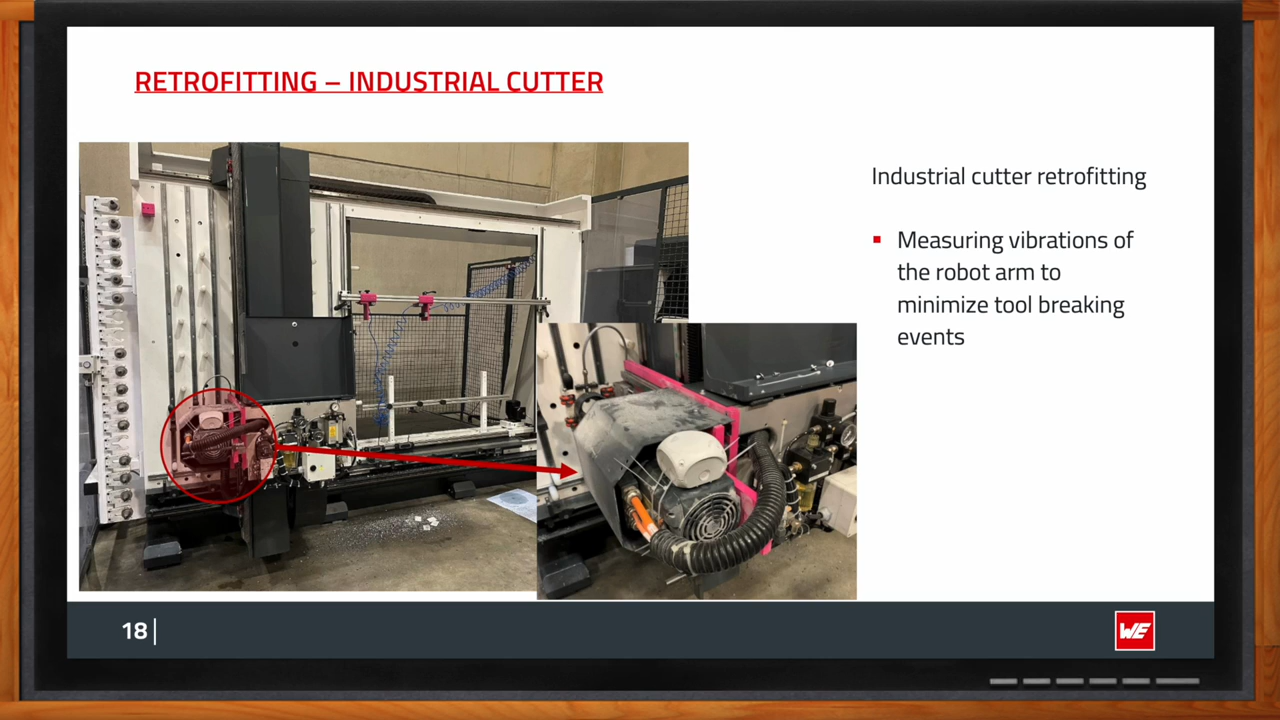 RETROFITTING – INDUSTRIAL CUTTER
Industrial cutter retrofitting
▪ Measuring vibrations of
the robot arm to
minimize tool breaking
events
18|
WE